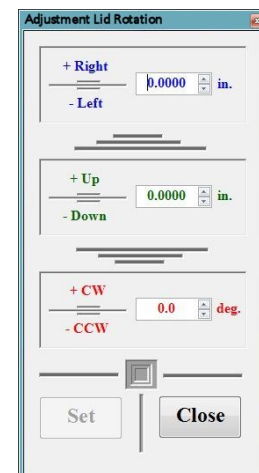 Adjustment Lid Rotation
+ Right
0.0000 in.
- Left
+ Up
0.0000 in.
- Down
+ CW
0.0 deg.
- CCW
Set Close